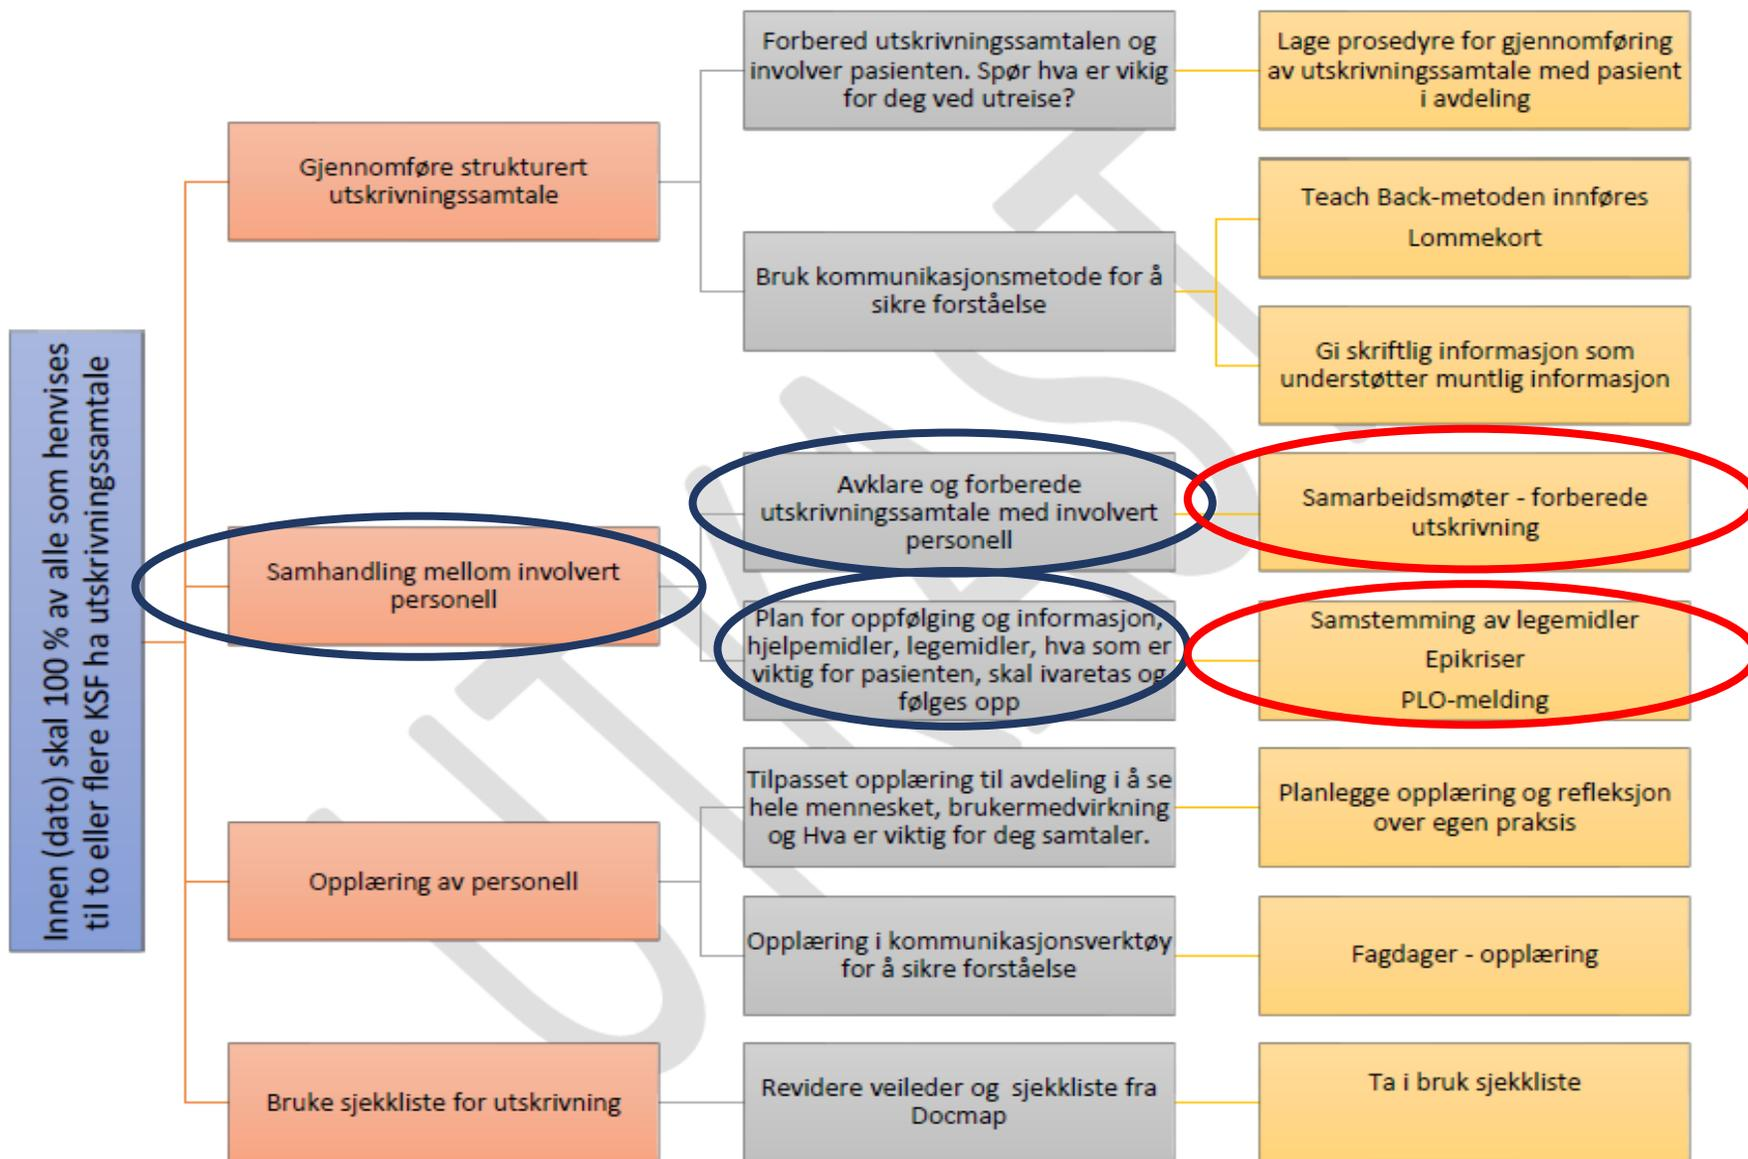 Innen (dato) skal 100 % av alle som henvises
til to eller flere KSF ha utskrivningssamtale
Gjennomføre strukturert
utskrivningssamtale
Forbered utskrivningssamtalen og
involver pasienten. Spør hva er vikig
for deg ved utreise?
Lage prosedyre for gjennomføring
av utskrivningssamtale med pasient
i avdeling
Bruk kommunikasjonsmetode for å
sikre forståelse
Teach Back-metoden innføres
Lommekort
Gi skriftlig informasjon som
understøtter muntlig informasjon
Samhandling mellom involvert
personell
Avklare og forberede
utskrivningssamtale med involvert
personell
Samarbeidsmøter - forberede
utskrivning
Plan for oppfølging og informasjon,
hjelpemidler, legemidler, hva som er
viktig for pasienten, skal ivaretas og
følges opp
Samstemming av legemidler
Epikriser
PLO-melding
Opplæring av personell
Tilpasset opplæring til avdeling i å se
hele mennesket, brukermedvirkning
og Hva er viktig for deg samtaler.
Planlegge opplæring og refleksjon
over egen praksis
Opplæring i kommunikasjonsverktøy
for å sikre forståelse
Fagdager - opplæring
Bruke sjekkliste for utskrivning
Revidere veileder og sjekkliste fra
Docmap
Ta i bruk sjekkliste
UTKAST